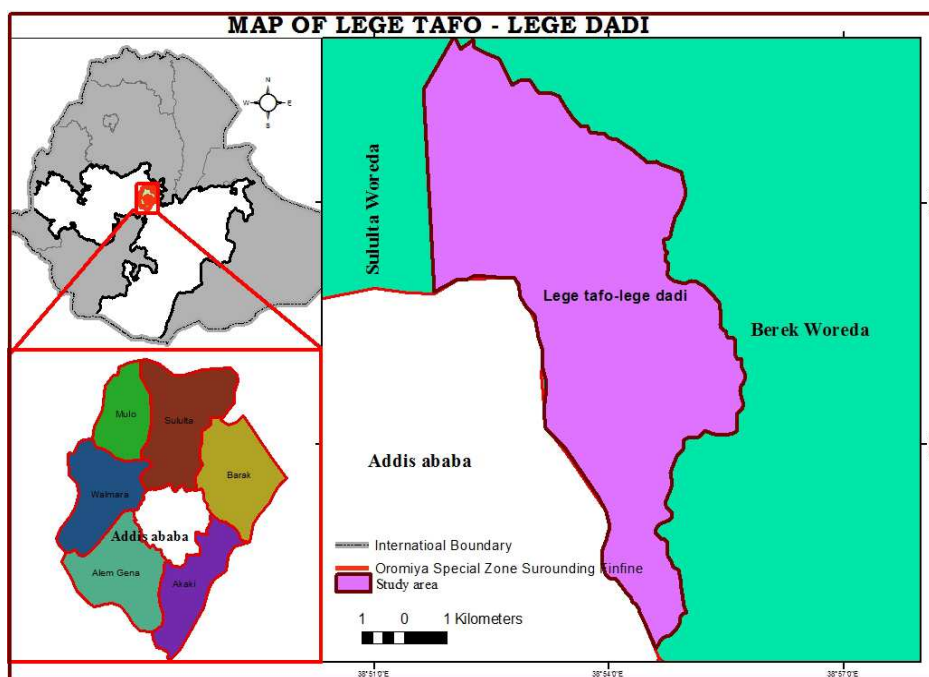 MAP OF LEGE TAFO - LEGE DADI
N
W E
S
Sululta Woreda
Lege tafo-lege dadi
Berek Woreda
Addis ababa
Mulo
Sululta
Barak
Walmara
Addis ababa
Alem Gena
Akaki
Internatioal Boundary
Oromiya Special Zone Surounding Finfine
Study area
1 0 1 Kilometers
38°51'0"E 38°54'0"E 38°57'0"E